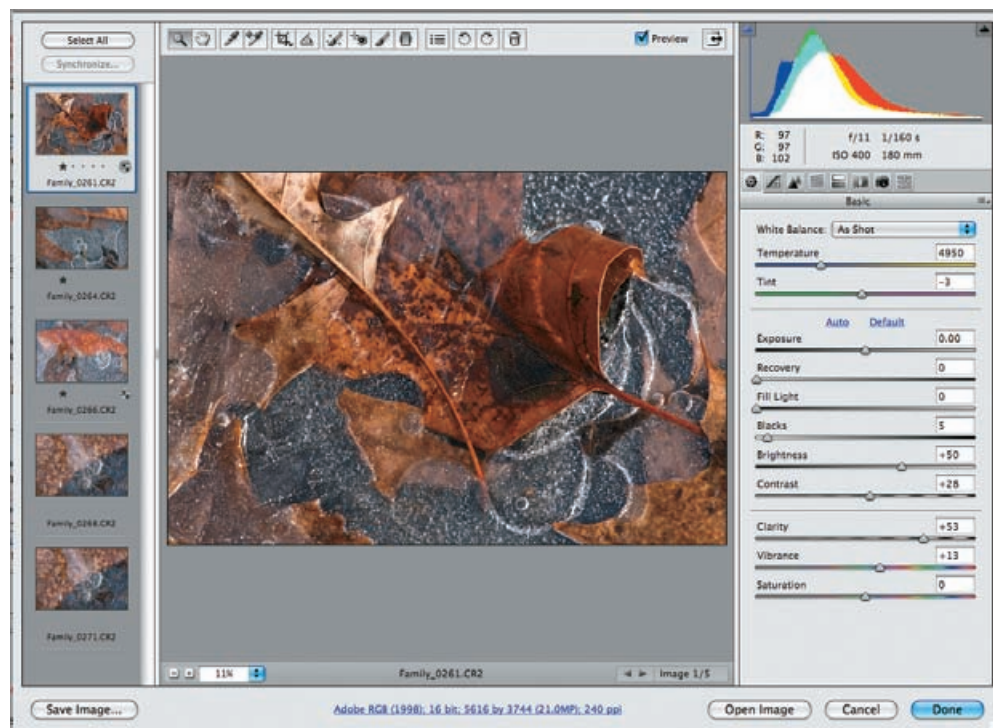 Select All
Synchronize...
Preview
Family_0261.CR2
Family_0264.CR2
Family_0266.CR2
Family_0268.CR2
Family_0271.CR2
11%
Family_0261.CR2
Image 1/5
R: 97
G: 97
B: 102
f/11 1/160 s
ISO 400 180 mm
Basic
White Balance: As Shot
Temperature 4950
Tint -3
Auto Default
Exposure 0.00
Recovery 0
Fill Light 0
Blacks 5
Brightness +50
Contrast +28
Clarity +53
Vibrance +13
Saturation 0
Save Image...
Adobe RGB (1998); 16 bit; 5616 by 3744 (21.0MP); 240 ppi
Open Image
Cancel
Done